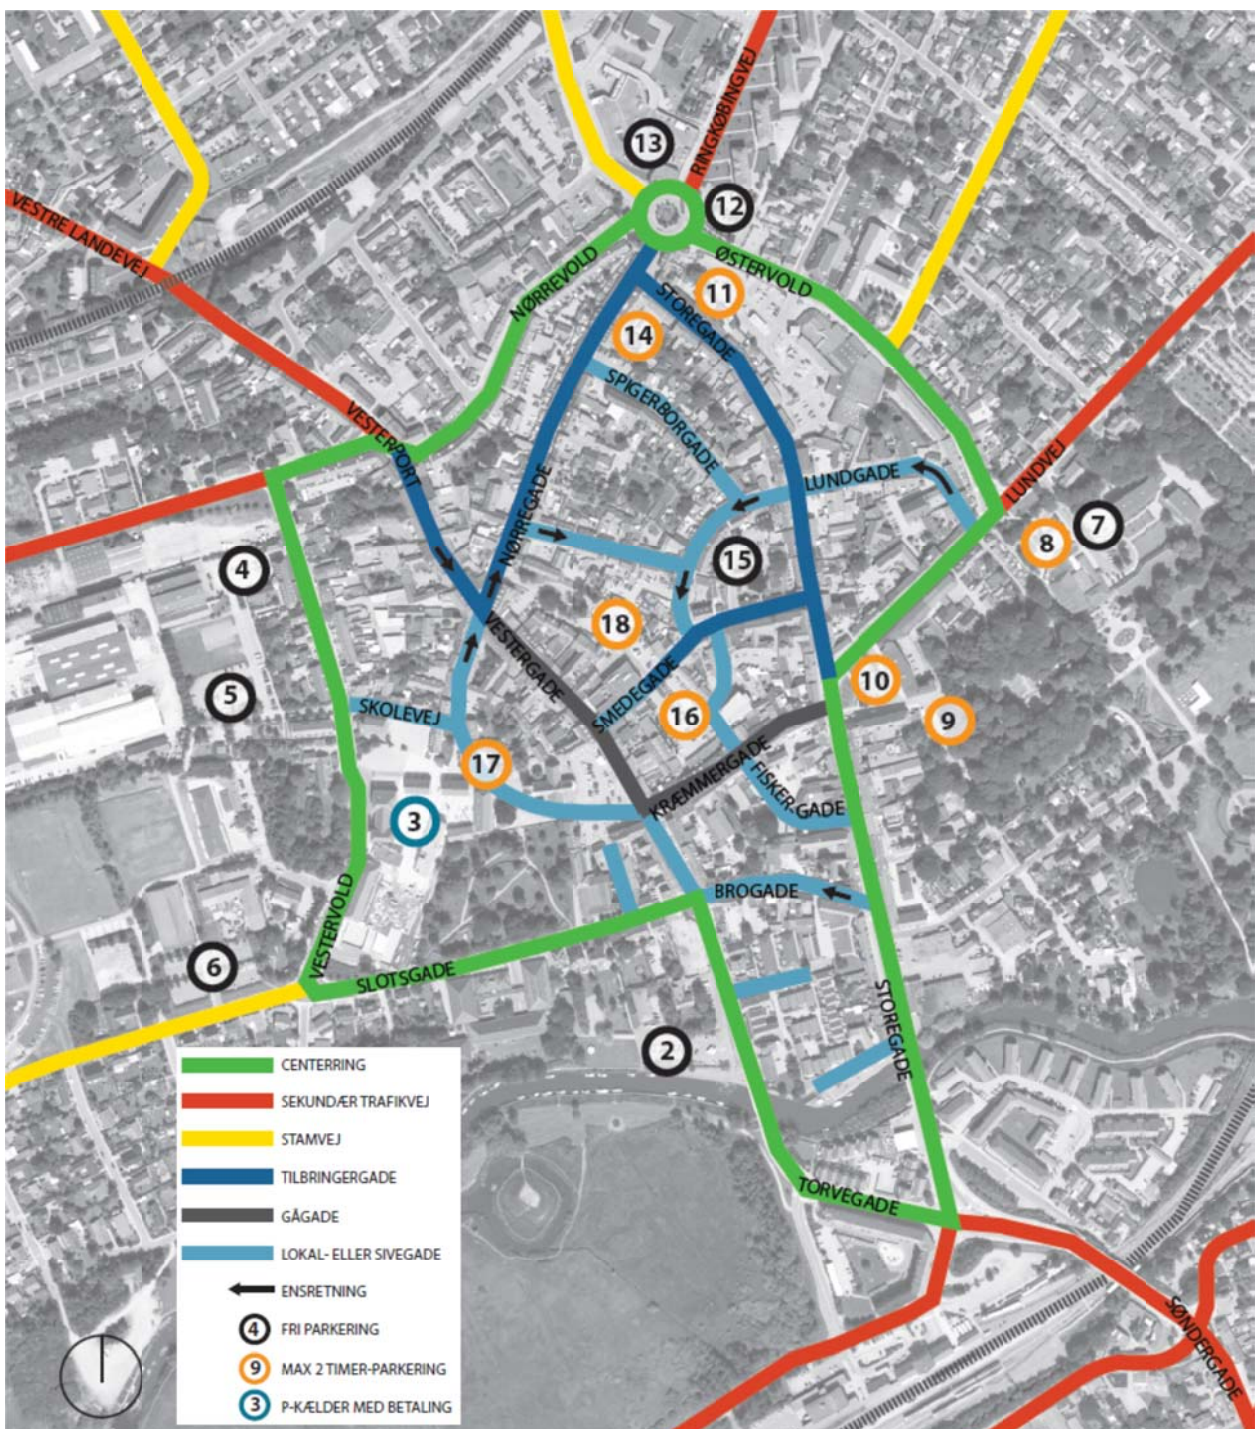 13
RINGKØBINGVEJ
12
VESTRE LANDEVEJ
NØRREVOLD
ØSTERVOLD
11
STOREGADE
14
SPIGERBORGGADE
VESTERPORT
NØRREGADE
LUNDGADE
LUNDVEJ
7
8
4
15
18
VESTERGADE
5
SKOLEVEJ
SMEDEGADE
16
10
9
17
KRÆMMERGADE
FISKER-GADE
3
BROGADE
VESTERVOLD
6
SLOTSGADE
STOREGADE
2
TORVEGADE
SØNDERGADE
CENTERRING
SEKUNDÆR TRAFIKVEJ
STAMVEJ
TILBRINGERGADE
GÅGADE
LOKAL- ELLER SIVEGADE
ENSRETNING
4 FRI PARKERING
9 MAX 2 TIMER-PARKERING
3 P-KÆLDER MED BETALING